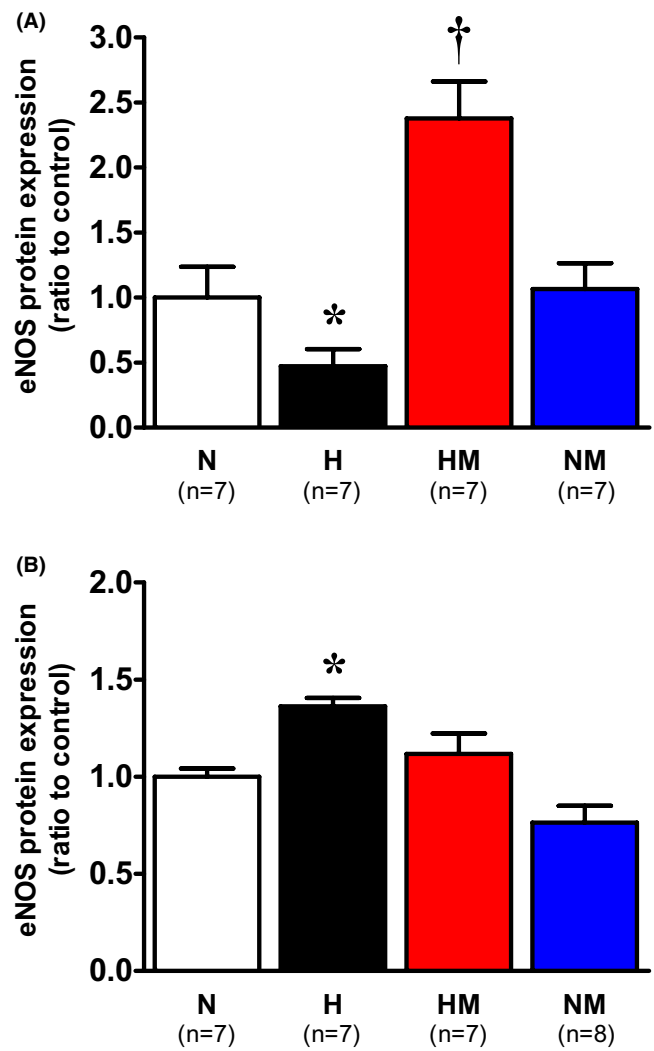 (A)
eNOS protein expression
(ratio to control)
3.0
2.5
2.0
1.5
1.0
0.5
0.0
†
*
N H HM NM
(n=7) (n=7) (n=7) (n=7)
(B)
eNOS protein expression
(ratio to control)
2.0
1.5
1.0
0.5
0.0
*
N H HM NM
(n=7) (n=7) (n=7) (n=8)